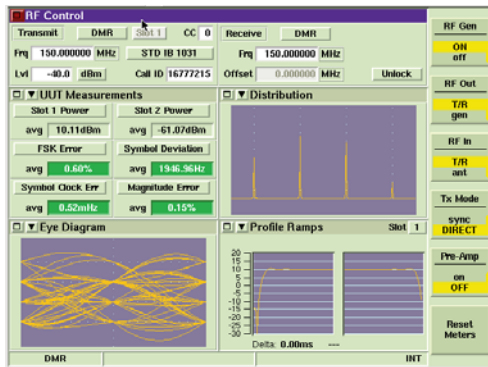 RF Control
Transmit DMR Slot 1 CC 0 Receive DMR
Frq 150.000000 MHz STD IB 1031 Frq 150.000000 MHz
Lvl -40.0 dBm Call ID 16777215 Offset 0.000000 MHz Unlock
UUT Measurements
Slot 1 Power Slot 2 Power
avg 10.11dBm avg -61.07dBm
FSK Error Symbol Deviation
avg 0.60% avg 1946.96Hz
Symbol Clock Err Magnitude Error
avg 0.52mHz avg 0.15%
Distribution
Eye Diagram
Profile Ramps Slot 1
20
15
10
5
0
-5
-10
-15
-20
-25
-30
Delta: 0.00ms ---
DMR INT
RF Gen
ON
off
RF Out
T/R
gen
RF In
T/R
ant
Tx Mode
sync
DIRECT
Pre-Amp
on
OFF
Reset
Meters